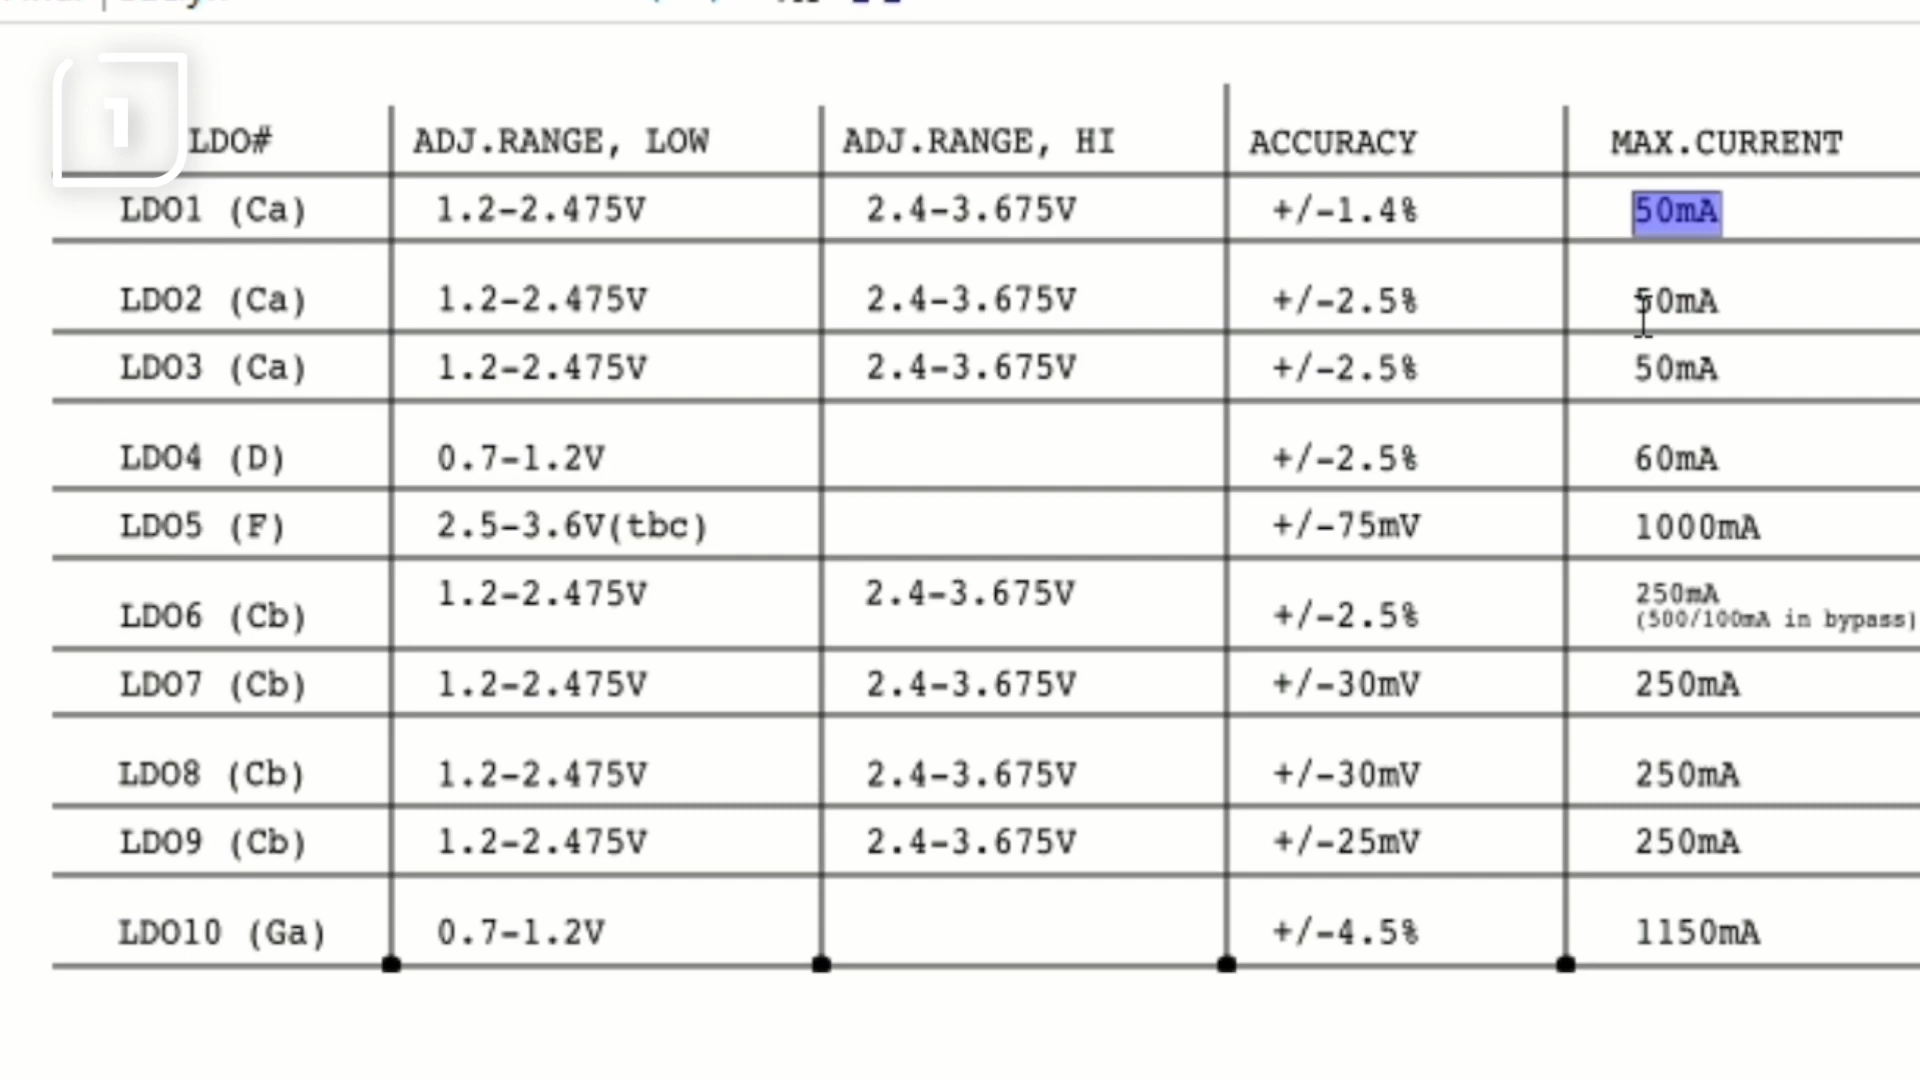 1
LDO# ADJ.RANGE, LOW ADJ.RANGE, HI ACCURACY MAX.CURRENT
LDO1 (Ca) 1.2-2.475V 2.4-3.675V +/-1.4% 50mA
LDO2 (Ca) 1.2-2.475V 2.4-3.675V +/-2.5% 50mA
LDO3 (Ca) 1.2-2.475V 2.4-3.675V +/-2.5% 50mA
LDO4 (D) 0.7-1.2V +/-2.5% 60mA
LDO5 (F) 2.5-3.6V(tbc) +/-75mV 1000mA
LDO6 (Cb) 1.2-2.475V 2.4-3.675V +/-2.5% 250mA
(500/100mA in bypass)
LDO7 (Cb) 1.2-2.475V 2.4-3.675V +/-30mV 250mA
LDO8 (Cb) 1.2-2.475V 2.4-3.675V +/-30mV 250mA
LDO9 (Cb) 1.2-2.475V 2.4-3.675V +/-25mV 250mA
LDO10 (Ga) 0.7-1.2V +/-4.5% 1150mA